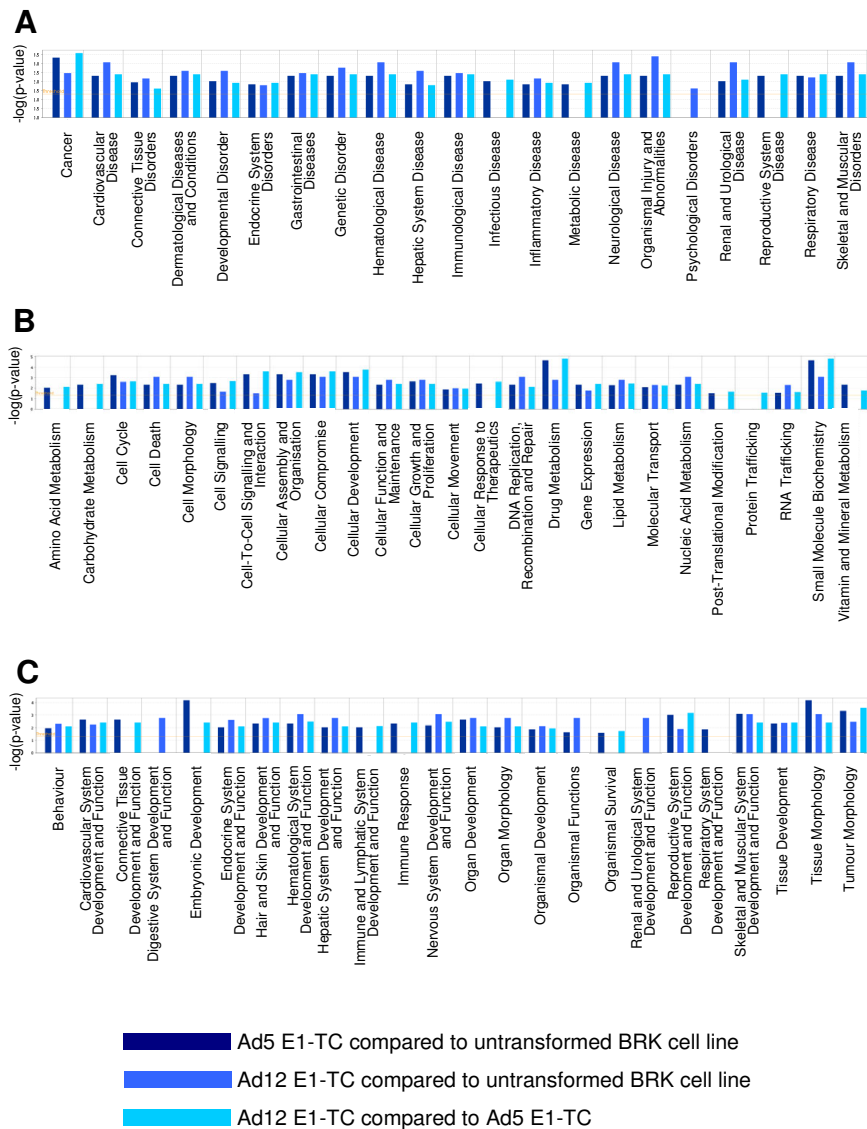 A
-log(p-value)
Cancer
Cardiovascular
Disease
Connective Tissue
Disorders
Dermatological Diseases
and Conditions
Developmental Disorder
Endocrine System
Disorders
Gastrointestinal
Diseases
Genetic Disorder
Hematological Disease
Hepatic System Disease
Immunological Disease
Infectious Disease
Inflammatory Disease
Metabolic Disease
Neurological Disease
Organismal Injury and
Abnormalities
Psychological Disorders
Renal and Urological
Disease
Reproductive System
Disease
Respiratory Disease
Skeletal and Muscular
Disorders
B
-log(p-value)
5
4
3
2
1
0
Amino Acid Metabolism
Carbohydrate Metabolism
Cell Cycle
Cell Death
Cell Morphology
Cell Signalling
Cell-To-Cell Signalling and
Interaction
Cellular Assembly and
Organisation
Cellular Compromise
Cellular Development
Cellular Function and
Maintenance
Cellular Growth and
Proliferation
Cellular Movement
Cellular Response to
Therapeutics
DNA Replication,
Recombination and Repair
Drug Metabolism
Gene Expression
Lipid Metabolism
Molecular Transport
Nucleic Acid Metabolism
Post-Translational Modification
Protein Trafficking
RNA Trafficking
Small Molecule Biochemistry
Vitamin and Mineral Metabolism
C
-log(p-value)
4
3
2
1
0
Behaviour
Cardiovascular System
Development and Function
Connective Tissue
Development and Function
Digestive System Development
and Function
Embryonic Development
Endocrine System
Development and Function
Hair and Skin Development
and Function
Hematological System
Development and Function
Hepatic System Development
and Function
Immune and Lymphatic System
Development and Function
Immune Response
Nervous System Development
and Function
Organ Development
Organ Morphology
Organismal Development
Organismal Functions
Organismal Survival
Renal and Urological System
Development and Function
Reproductive System
Development and Function
Respiratory System
Development and Function
Skeletal and Muscular System
Development and Function
Tissue Development
Tissue Morphology
Tumour Morphology
Ad5 E1-TC compared to untransformed BRK cell line
Ad12 E1-TC compared to untransformed BRK cell line
Ad12 E1-TC compared to Ad5 E1-TC